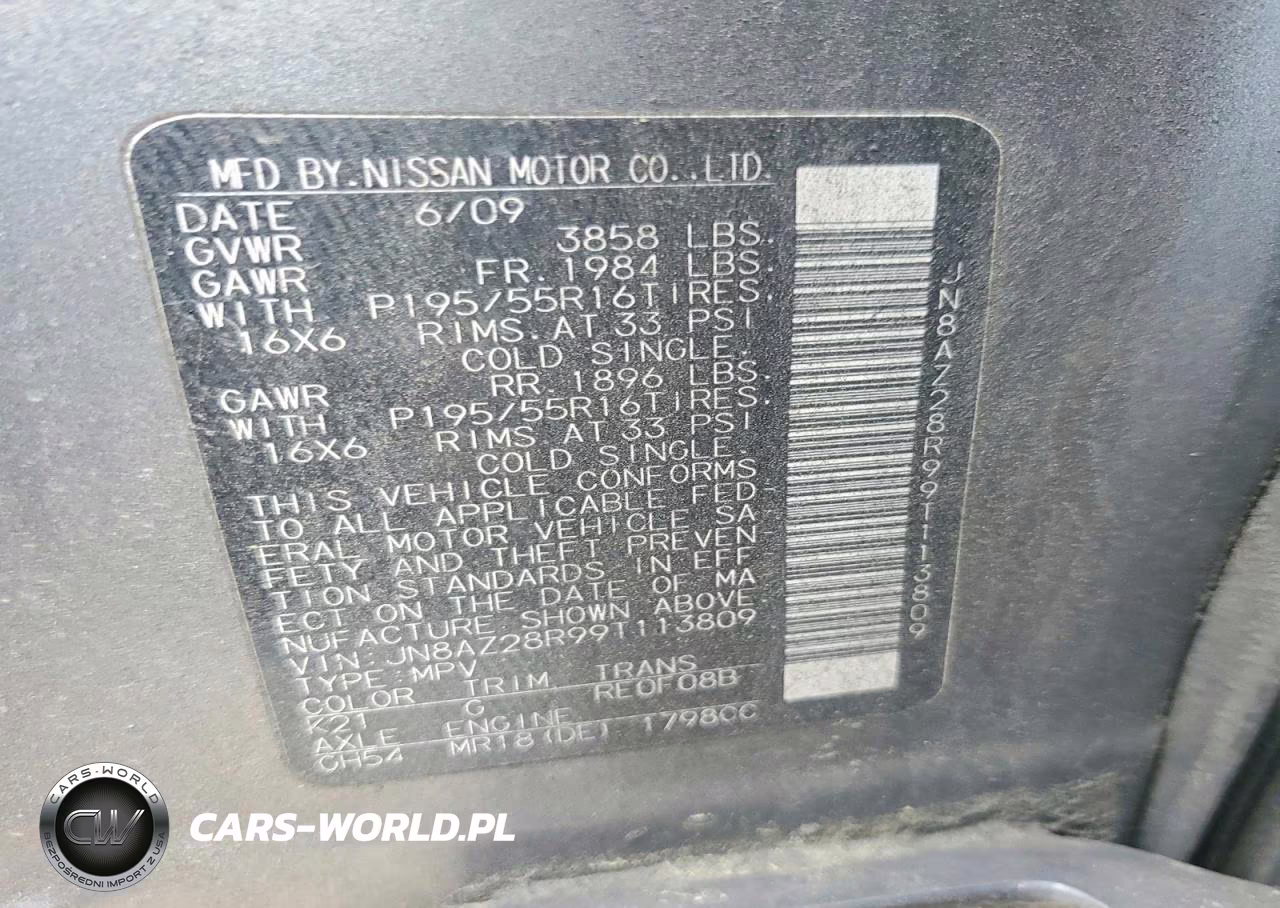 MFD BY.NISSAN MOTOR CO.,LTD.
DATE 6/09
GVWR 3858 LBS.
GAWR FR. 1984 LBS.
WITH P195/55R16TIRES.
16X6 RIMS.AT 33 PSI
COLD SINGLE.
GAWR RR. 1896 LBS.
WITH P195/55R16TIRES.
16X6 RIMS AT 33 PSI
COLD SINGLE
THIS VEHICLE CONFORMS
TO ALL APPLICABLE FED
ERAL MOTOR VEHICLE SA
FETY AND THEFT PREVEN
TION STANDARDS IN EFF
ECT ON THE DATE OF MA
NUFACTURE SHOWN ABOVE
VIN:JN8AZ28R99T113809
TYPE:MPV
COLOR TRIM TRANS
K21 G RE0F08B
AXLE ENGINE
CH54 MR18(DE) 1798CC
JN8AZ28R99T113809
CARS-WORLD
CW
BEZPOŚREDNI IMPORT Z USA
CARS-WORLD.PL